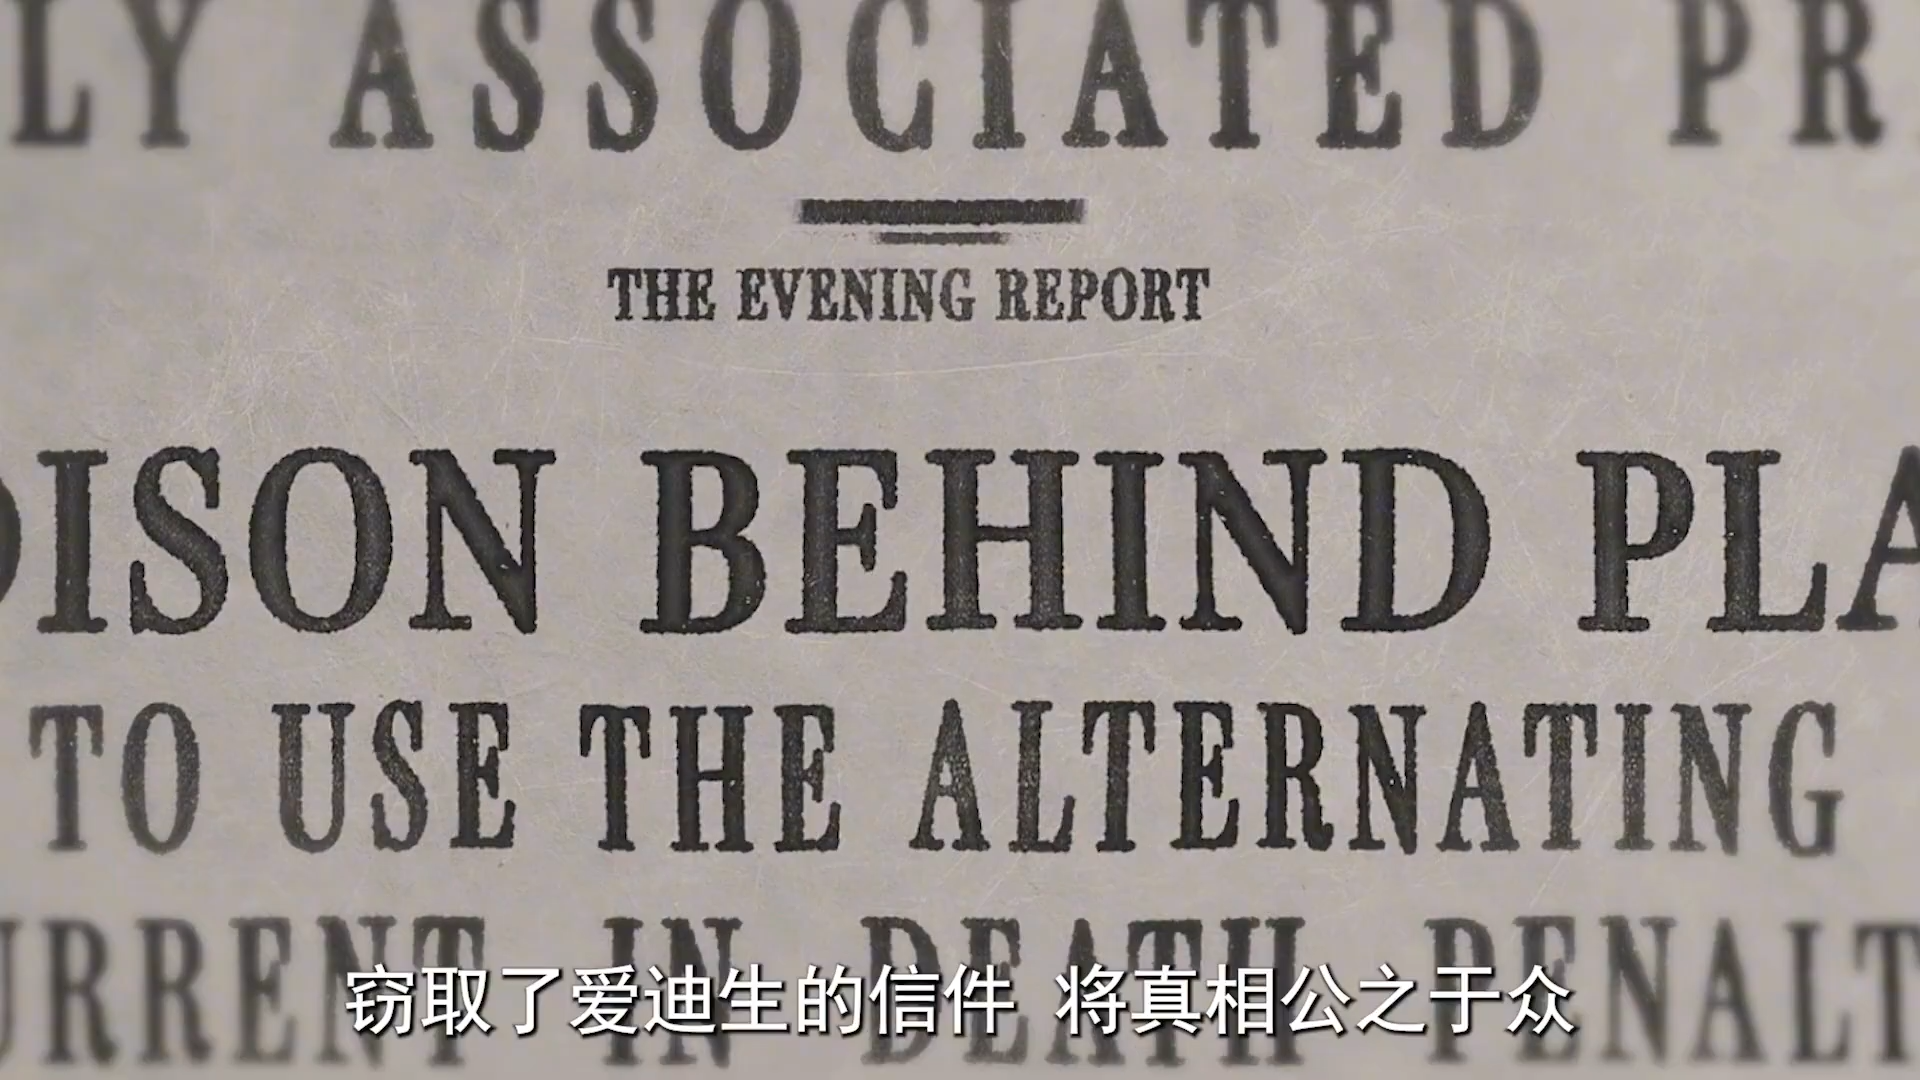 LY ASSOCIATED PR
THE EVENING REPORT
DISON BEHIND PLA
TO USE THE ALTERNATING
URRENT IN DEATH PENALT
窃取了爱迪生的信件 将真相公之于众